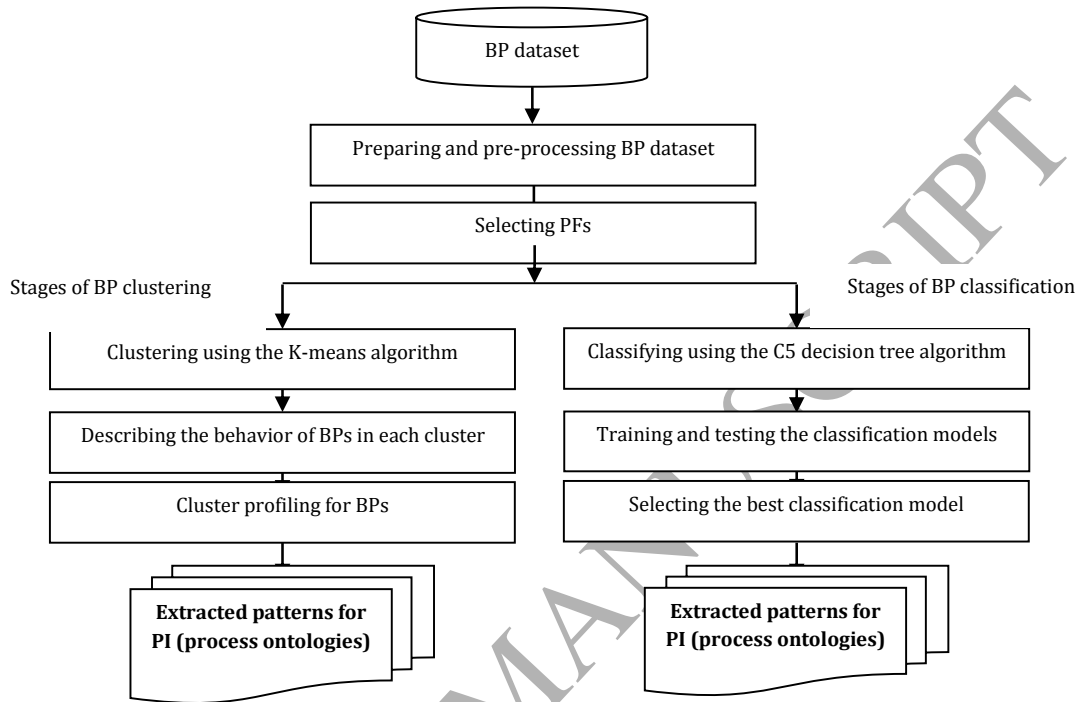 BP dataset
Preparing and pre-processing BP dataset
Selecting PFs
Stages of BP clustering
Stages of BP classification
Clustering using the K-means algorithm
Classifying using the C5 decision tree algorithm
Describing the behavior of BPs in each cluster
Training and testing the classification models
Cluster profiling for BPs
Selecting the best classification model
Extracted patterns for
PI (process ontologies)
Extracted patterns for
PI (process ontologies)
MANUSCRIPT